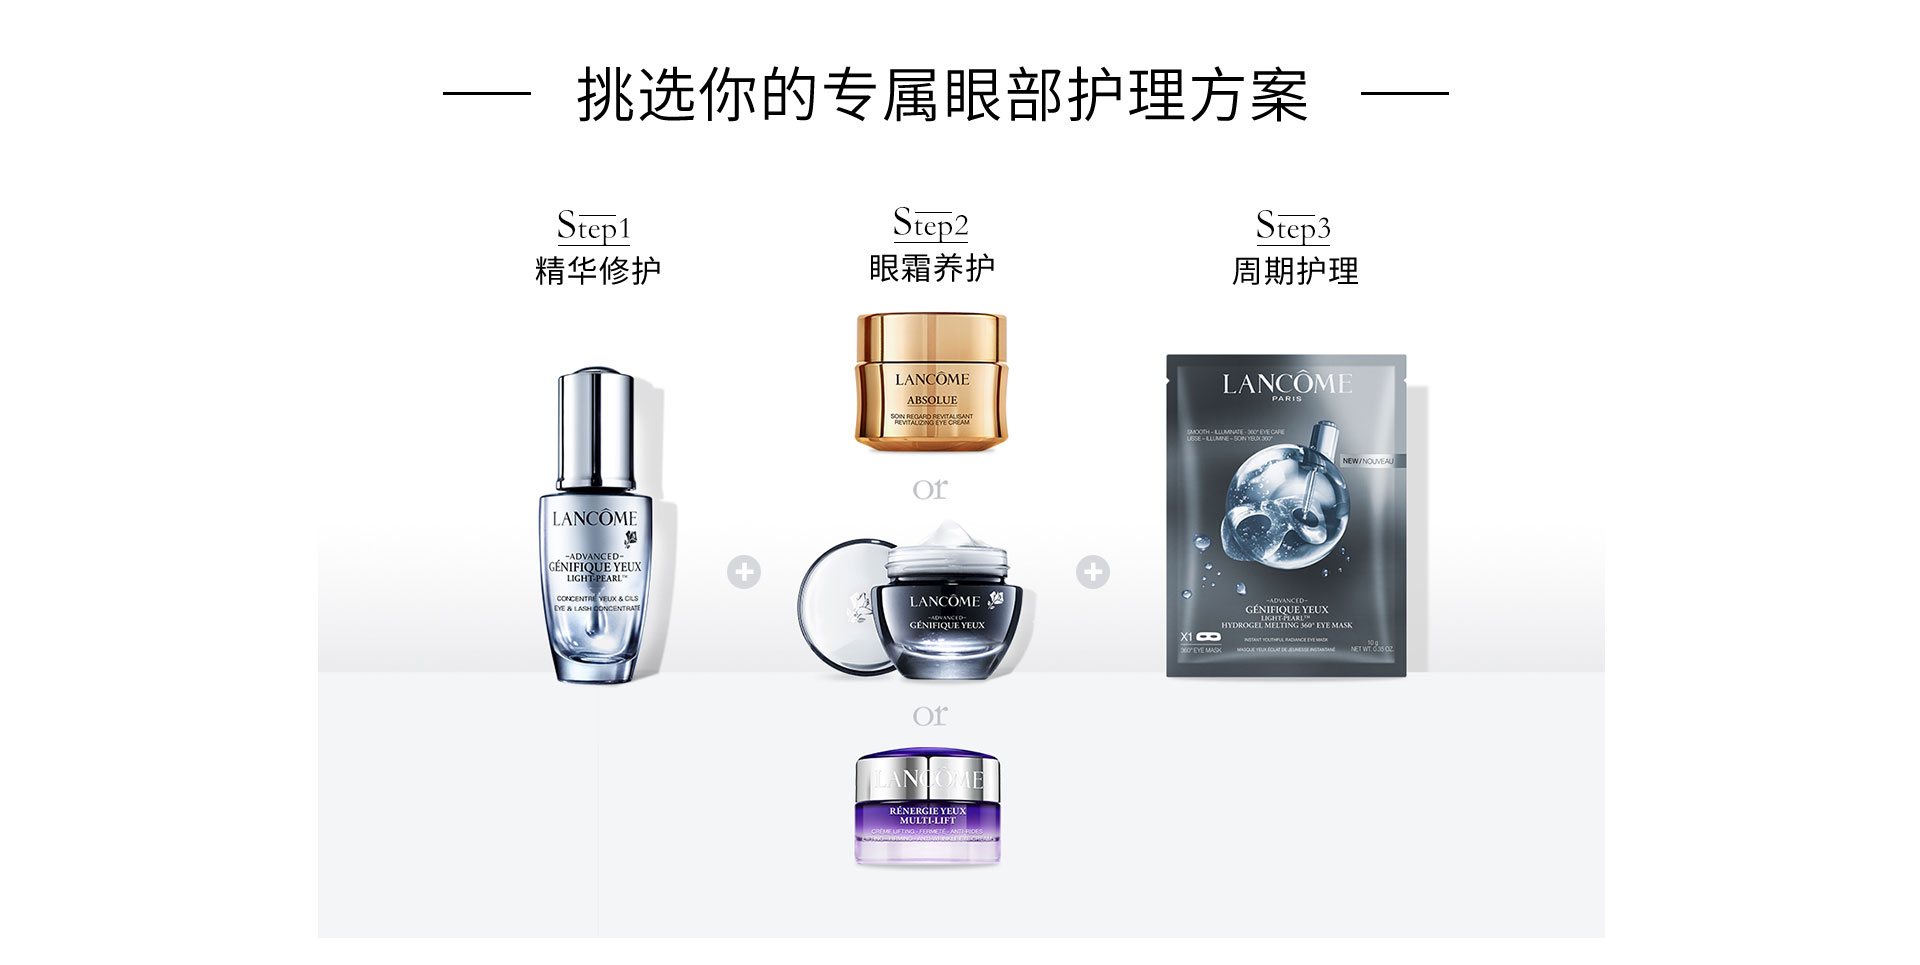 挑选你的专属眼部护理方案
Step1
精华修护
Step2
眼霜养护
Step3
周期护理
LANCÔME
ADVANCED
GÉNIFIQUE YEUX
LIGHT-PEARL™
CONCENTRÉ YEUX & CILS
EYE & LASH CONCENTRATE
LANCÔME
ABSOLUE
SOIN REGARD REVITALISANT
REVITALIZING EYE CREAM
or
LANCÔME
-ADVANCED-
GÉNIFIQUE YEUX
or
LANCÔME
RÉNERGIE YEUX
MULTI-LIFT
CRÈME LIFTING - FERMETÉ - ANTI-RIDES
LANCÔME
PARIS
SMOOTH - ILLUMINATE - 360° EYE CARE
LISSE - ILLUMINE - SOIN YEUX 360°
NEW / NOUVEAU
-ADVANCED-
GÉNIFIQUE YEUX
LIGHT-PEARL™
HYDROGEL MELTING 360° EYE MASK
X1
360° EYE MASK
INSTANT YOUTHFUL RADIANCE EYE MASK
MASQUE YEUX ÉCLAT DE JEUNESSE INSTANTANÉ
10 g
NET WT. 0.35 OZ.